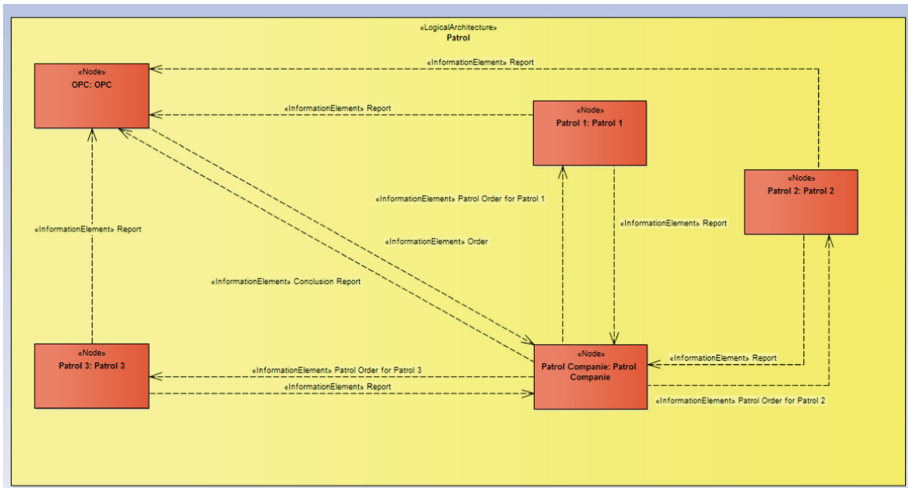 «LogicalArchitecture»
Patrol
«InformationElement» Report
«Node»
OPC: OPC
«InformationElement» Report
«Node»
Patrol 1: Patrol 1
«Node»
Patrol 2: Patrol 2
«InformationElement» Patrol Order for Patrol 1
«InformationElement» Report
«InformationElement» Report
«InformationElement» Order
«InformationElement» Conclusion Report
«Node»
Patrol 3: Patrol 3
«Node»
Patrol Companie: Patrol
Companie
«InformationElement» Report
«InformationElement» Patrol Order for Patrol 3
«InformationElement» Report
«InformationElement» Patrol Order for Patrol 2